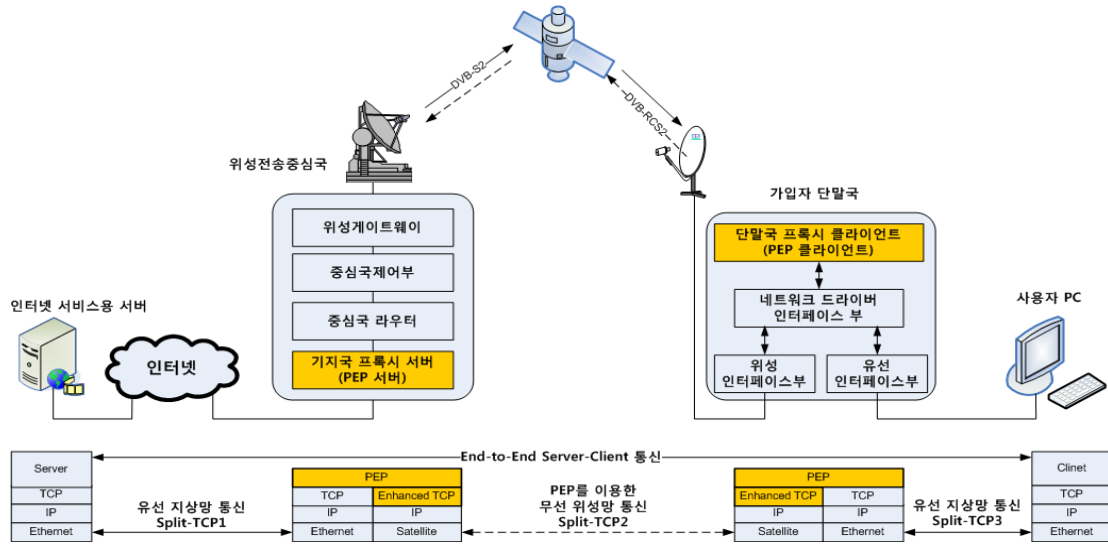 DVB-S2
DVB-RCS2
위성전송중심국
위성게이트웨이
중심국제어부
중심국 라우터
기지국 프록시 서버
(PEP 서버)
인터넷 서비스용 서버
인터넷
가입자 단말국
단말국 프록시 클라이언트
(PEP 클라이언트)
네트워크 드라이버
인터페이스 부
위성
인터페이스부
유선
인터페이스부
사용자 PC
End-to-End Server-Client 통신
Server
TCP
IP
Ethernet
유선 지상망 통신
Split-TCP1
PEP
TCP
Enhanced TCP
IP
IP
Ethernet
Satellite
PEP를 이용한
무선 위성망 통신
Split-TCP2
PEP
Enhanced TCP
TCP
IP
IP
Satellite
Ethernet
유선 지상망 통신
Split-TCP3
Clinet
TCP
IP
Ethernet